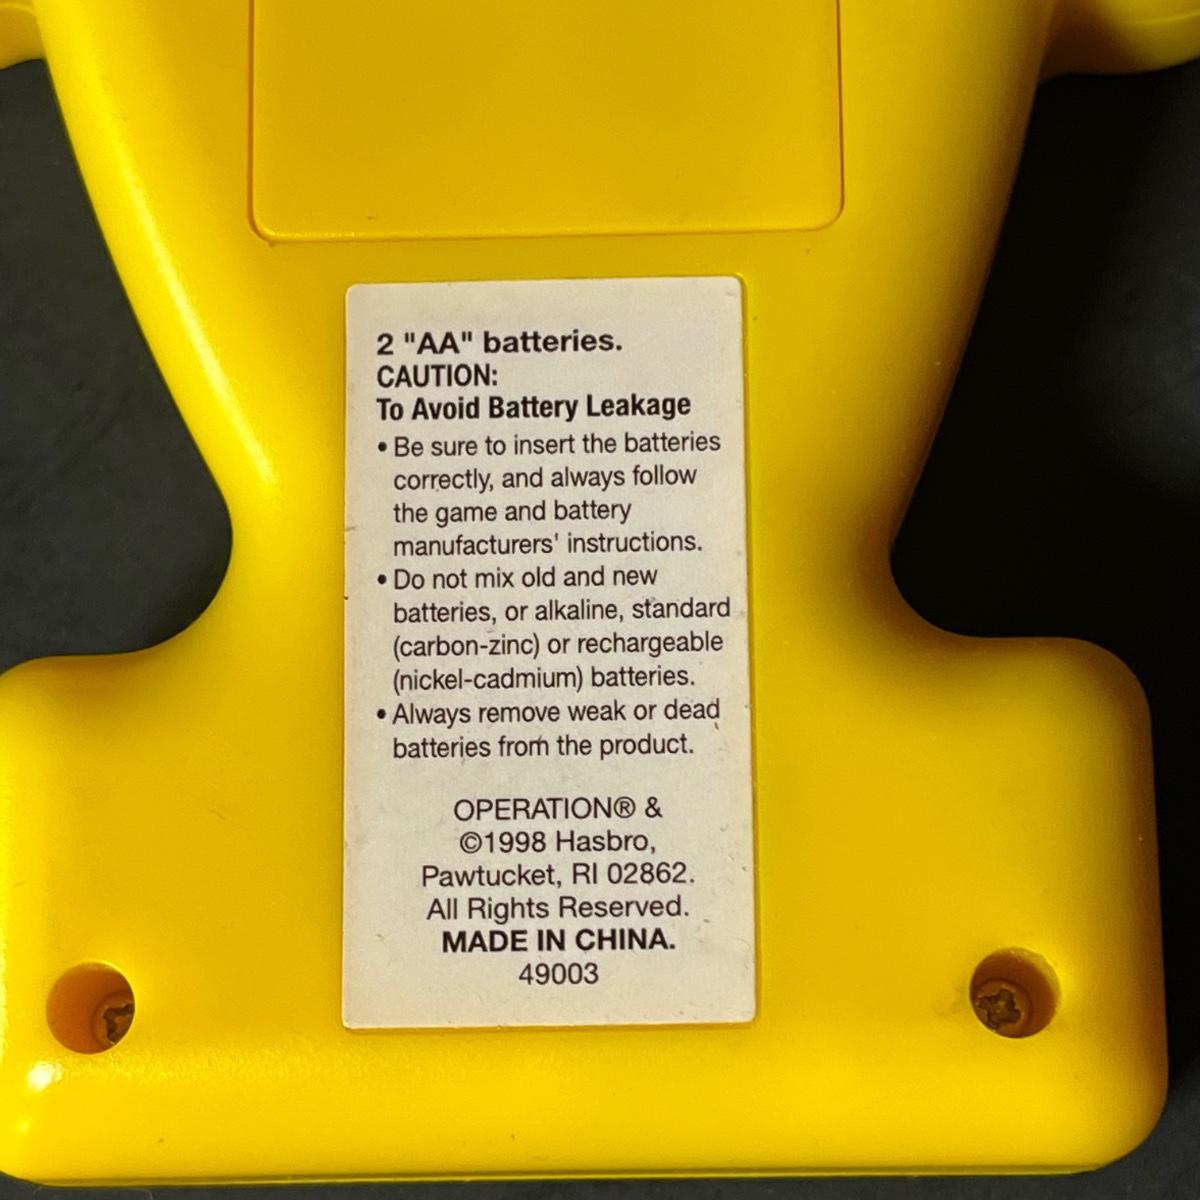 2 "AA" batteries.
CAUTION:
To Avoid Battery Leakage
• Be sure to insert the batteries
correctly, and always follow
the game and battery
manufacturers' instructions.
• Do not mix old and new
batteries, or alkaline, standard
(carbon-zinc) or rechargeable
(nickel-cadmium) batteries.
• Always remove weak or dead
batteries from the product.
OPERATION® &
©1998 Hasbro,
Pawtucket, RI 02862.
All Rights Reserved.
MADE IN CHINA.
49003